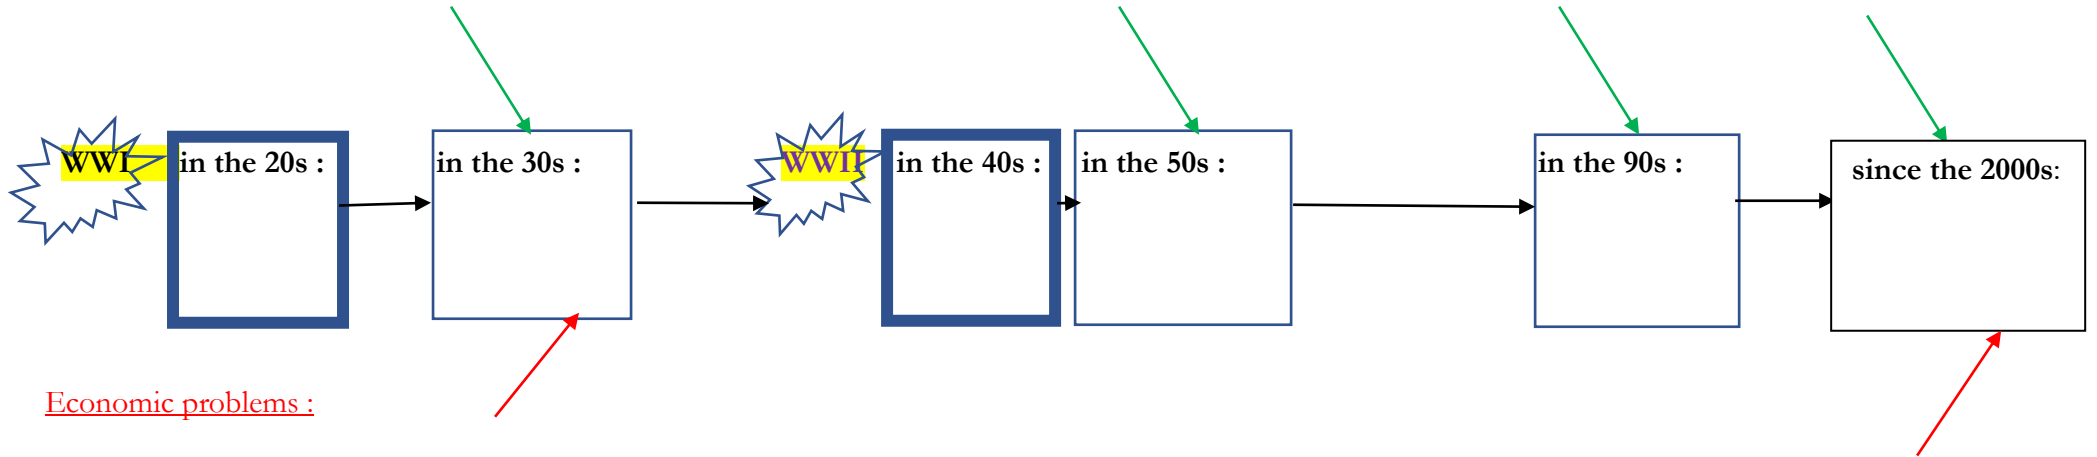 WWI
in the 20s :
in the 30s :
WWII
in the 40s :
in the 50s :
in the 90s :
since the 2000s:
Economic problems :